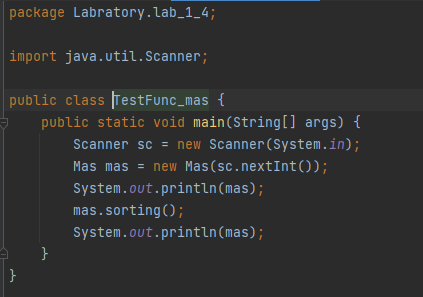 package Labratory.lab_1_4;
import java.util.Scanner;
public class TestFunc_mas {
public static void main(String[] args) {
Scanner sc = new Scanner(System.in);
Mas mas = new Mas(sc.nextInt());
System.out.println(mas);
mas.sorting();
System.out.println(mas);
}
}